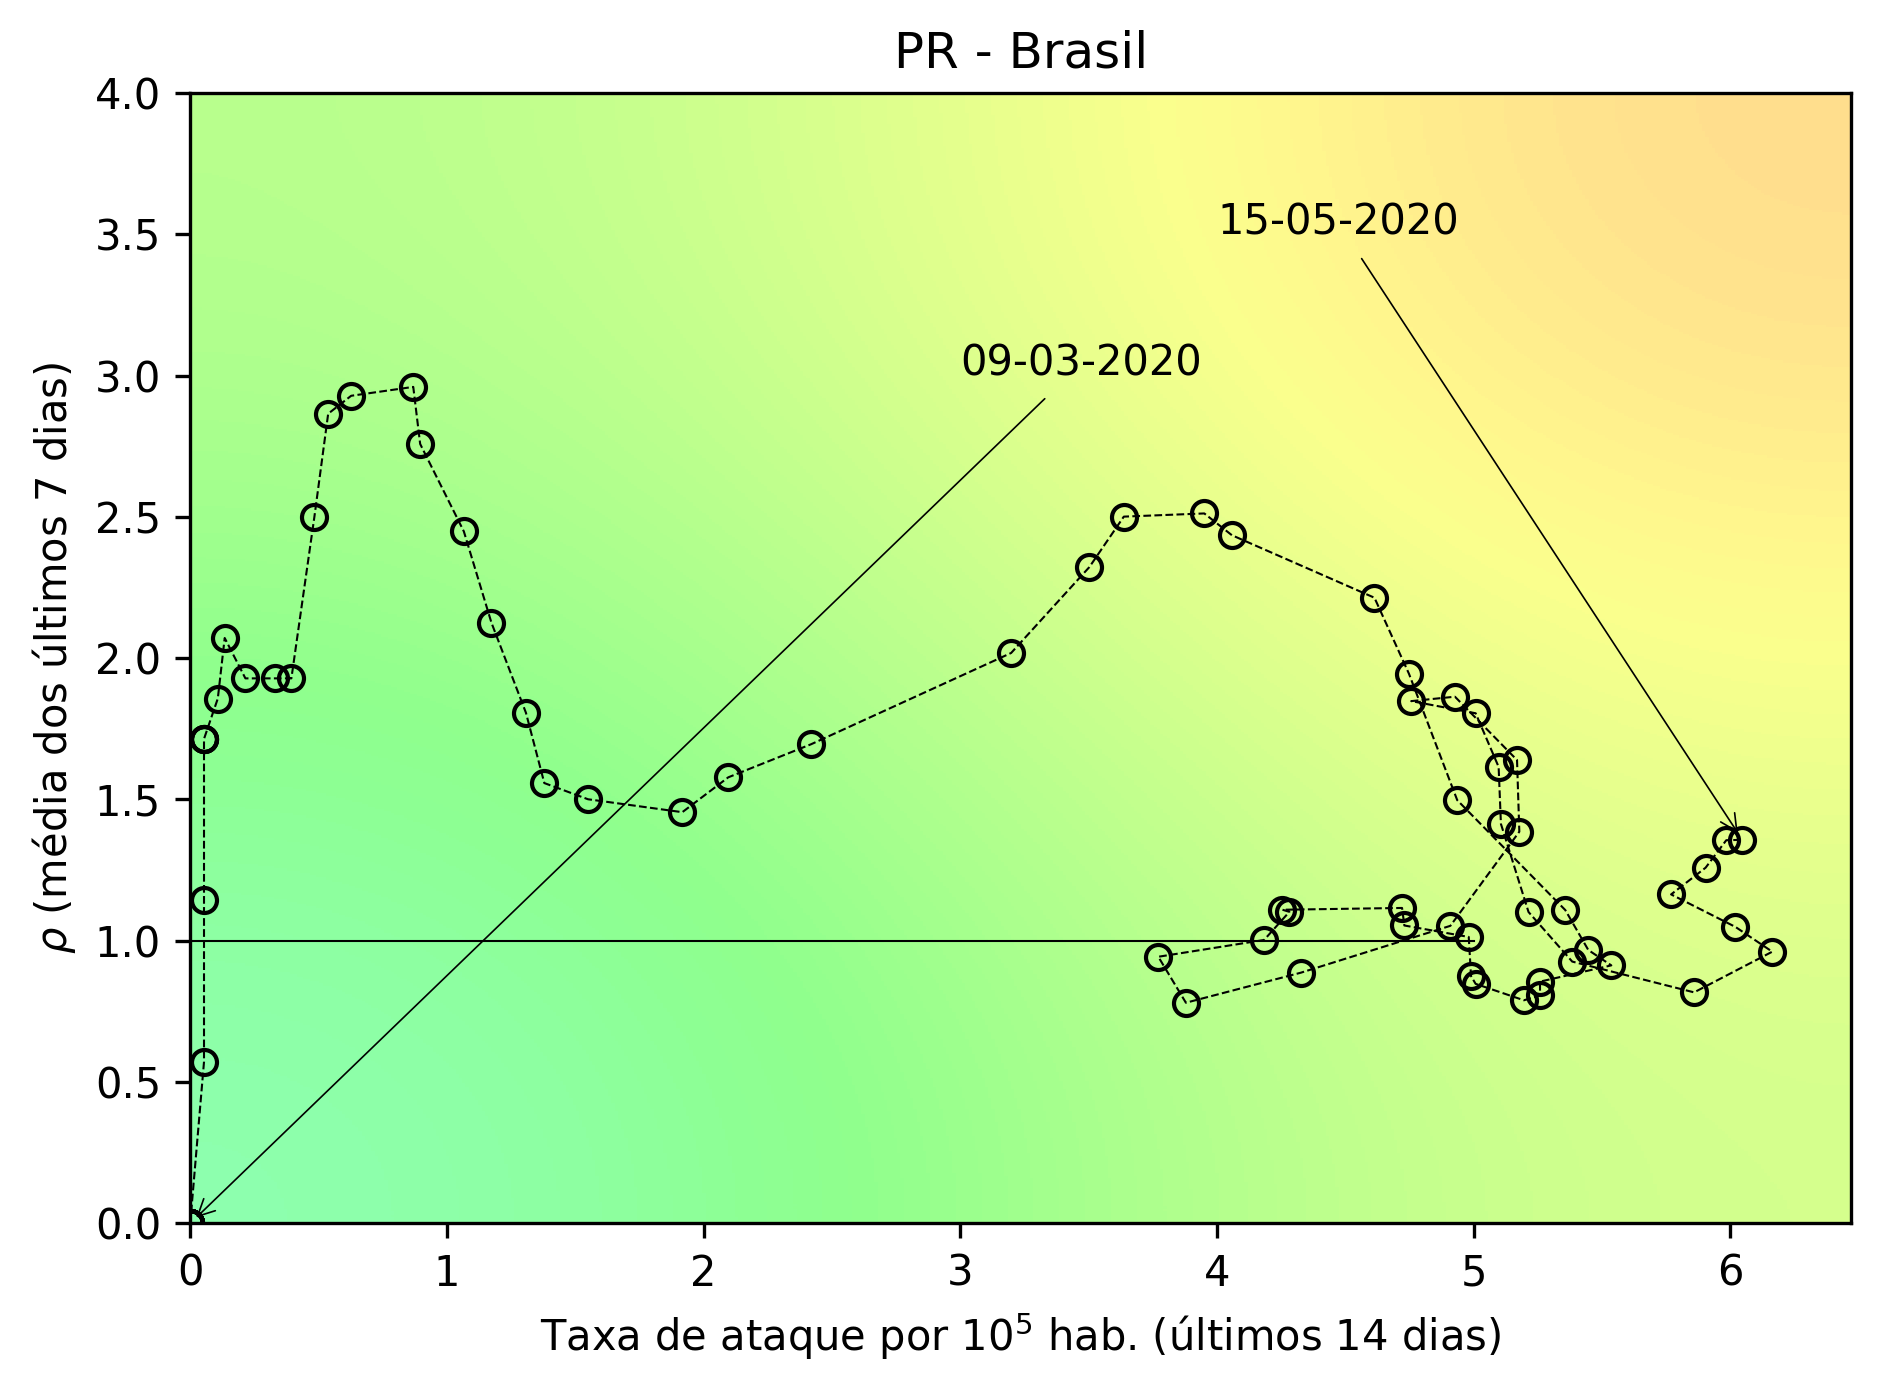 PR - Brasil
4.0
3.5
3.0
2.5
2.0
1.5
1.0
0.5
0.0
ρ (média dos últimos 7 dias)
15-05-2020
09-03-2020
0 1 2 3 4 5 6
Taxa de ataque por 10⁵ hab. (últimos 14 dias)